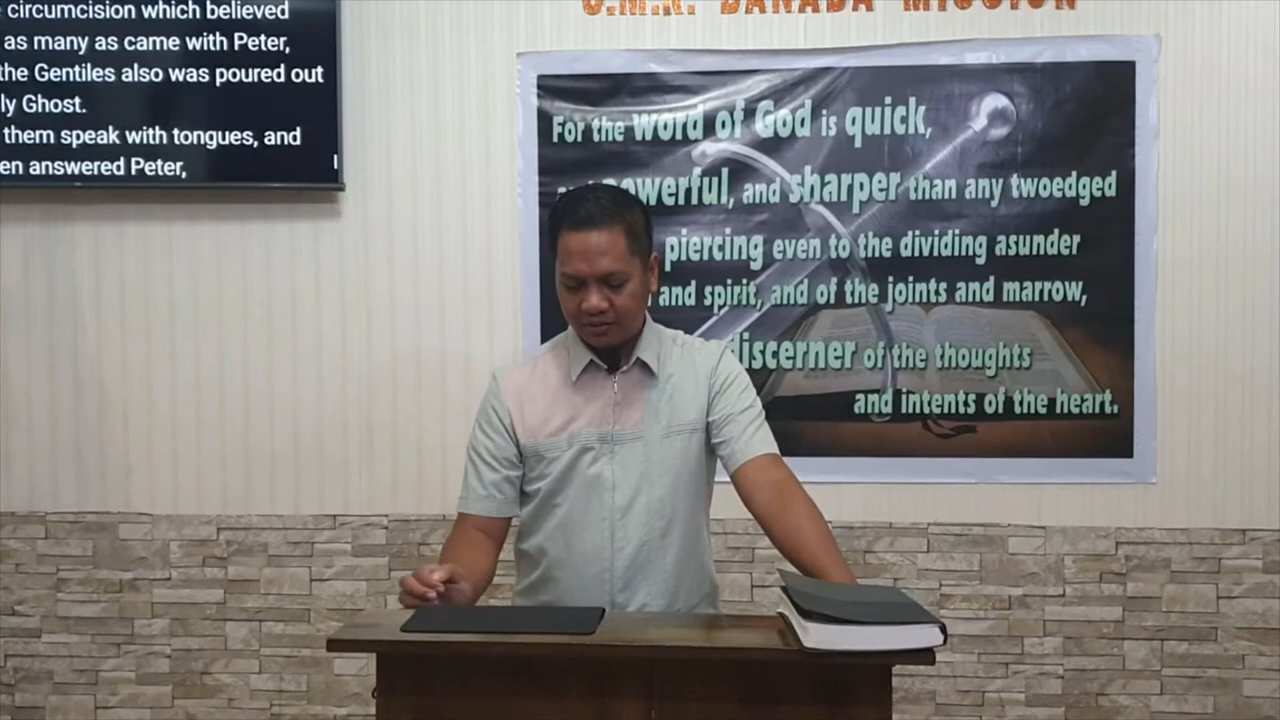 circumcision which believed
as many as came with Peter,
the Gentiles also was poured out
ly Ghost.
them speak with tongues, and
en answered Peter,
BANABA MISSION
For the word of God is quick,
powerful, and sharper than any twoedged
piercing even to the dividing asunder
and spirit, and of the joints and marrow,
discerner of the thoughts
and intents of the heart.